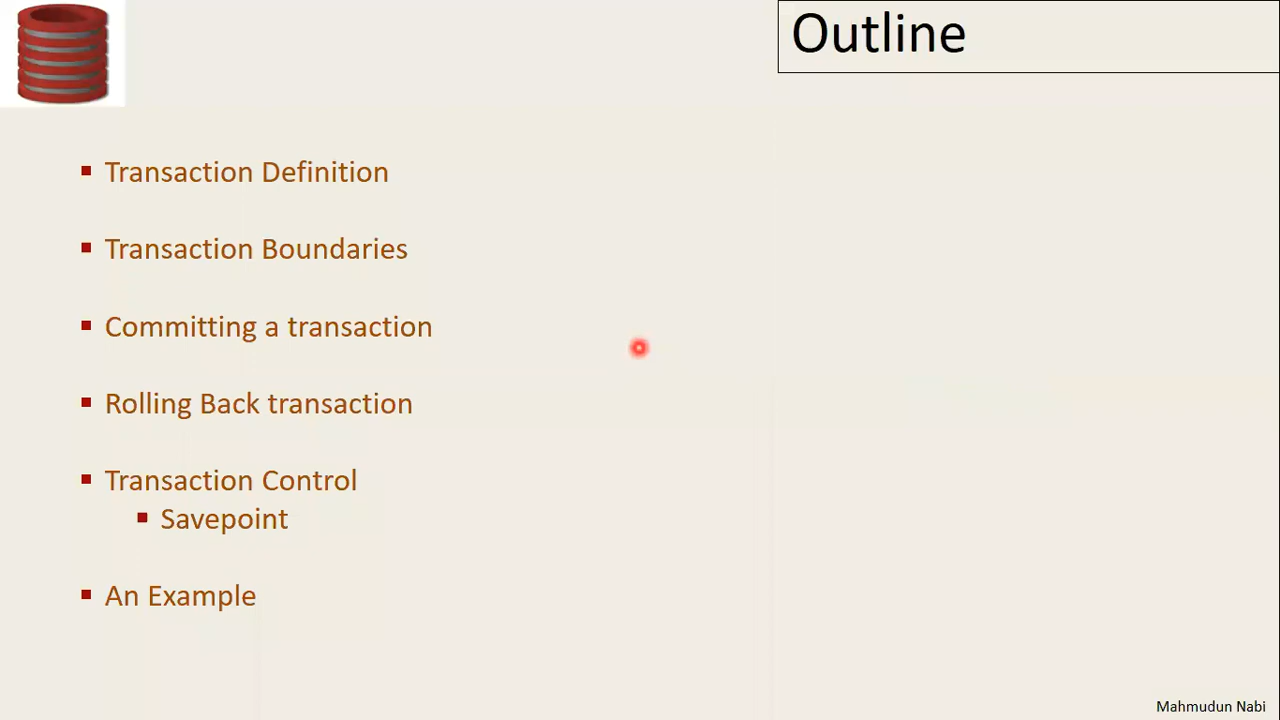 Outline
Transaction Definition
Transaction Boundaries
Committing a transaction
Rolling Back transaction
Transaction Control
Savepoint
An Example
Mahmudun Nabi